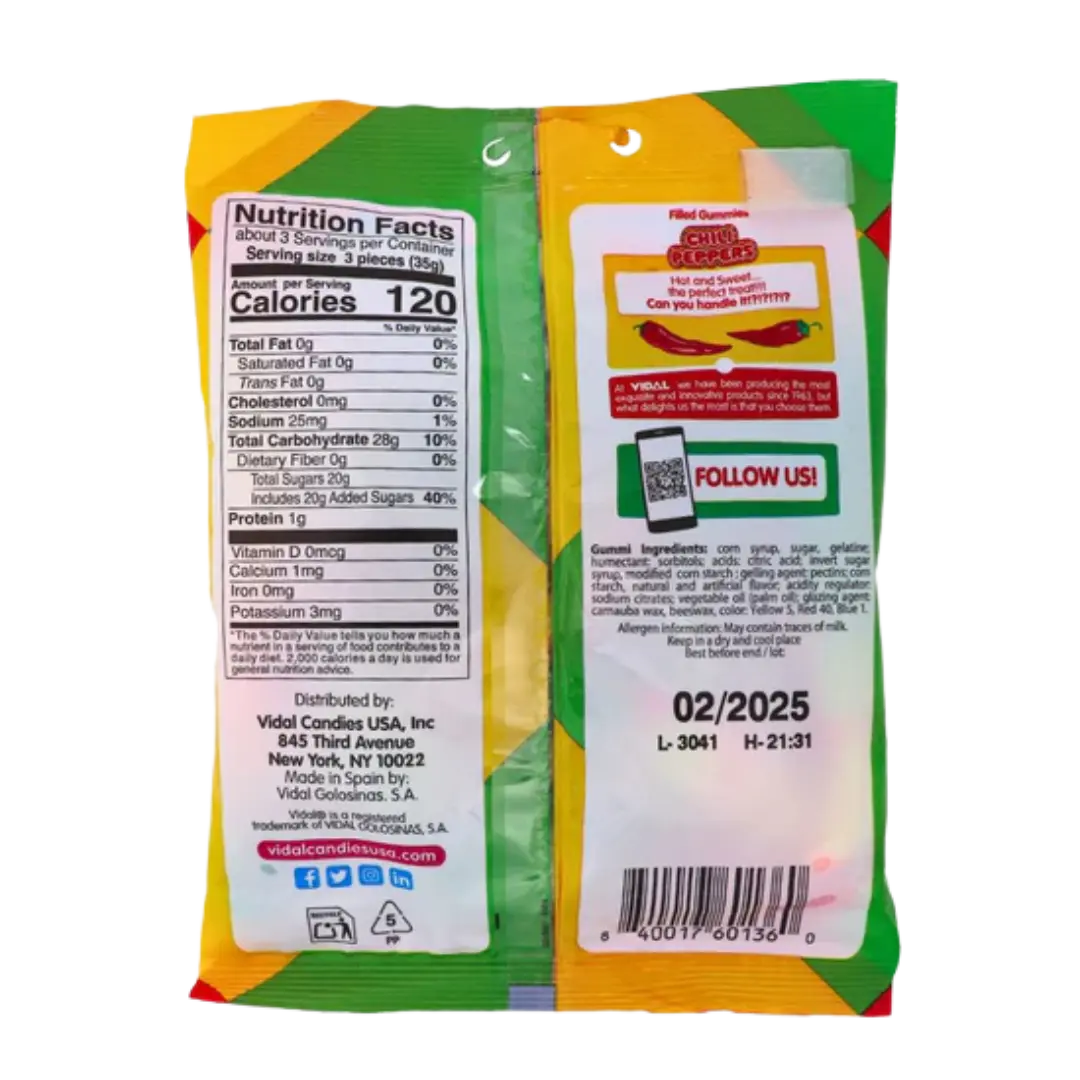 Nutrition Facts
about 3 Servings per Container
Serving size 3 pieces (35g)
Amount per Serving
Calories 120
% Daily Value*
Total Fat 0g 0%
Saturated Fat 0g 0%
Trans Fat 0g
Cholesterol 0mg 0%
Sodium 25mg 1%
Total Carbohydrate 28g 10%
Dietary Fiber 0g 0%
Total Sugars 20g
Includes 20g Added Sugars 40%
Protein 1g
Vitamin D 0mcg 0%
Calcium 1mg 0%
Iron 0mg 0%
Potassium 3mg 0%
*The % Daily Value tells you how much a
nutrient in a serving of food contributes to a
daily diet. 2,000 calories a day is used for
general nutrition advice.
Distributed by:
Vidal Candies USA, Inc
845 Third Avenue
New York, NY 10022
Made in Spain by:
Vidal Golosinas. S.A.
Vidal® is a registered
trademark of VIDAL GOLOSINAS, S.A.
vidalcandiesusa.com
RECYCLE
5
PP
Filled Gummies
CHILI
PEPPERS
Hot and Sweet...
the perfect treat!!!!
Can you handle it!?!?!?!?
At VIDAL we have been producing the most
exquisite and innovative products since 1963, but
what delights us the most is that you choose them.
FOLLOW US!
Gummi Ingredients: corn syrup, sugar, gelatine;
humectant: sorbitols; acids: citric acid; invert sugar
syrup, modified corn starch; gelling agent: pectins; corn
starch, natural and artificial flavor; acidity regulator:
sodium citrates; vegetable oil (palm oil); glazing agent:
carnauba wax, beeswax, color: Yellow 5, Red 40, Blue 1.
Allergen information: May contain traces of milk.
Keep in a dry and cool place
Best before end / lot:
02/2025
L- 3041 H- 21:31
8 40017 60136 0